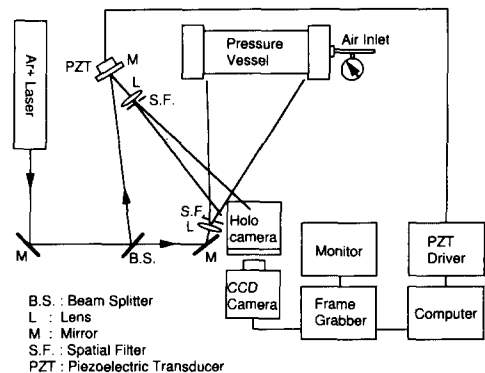 Ar+ Laser
PZT
M
L
S.F.
Pressure
Vessel
Air Inlet
S.F.
L
Holo
camera
M
B.S.
M
CCD
Camera
Monitor
Frame
Grabber
PZT
Driver
Computer
B.S. : Beam Splitter
L : Lens
M : Mirror
S.F. : Spatial Filter
PZT : Piezoelectric Transducer